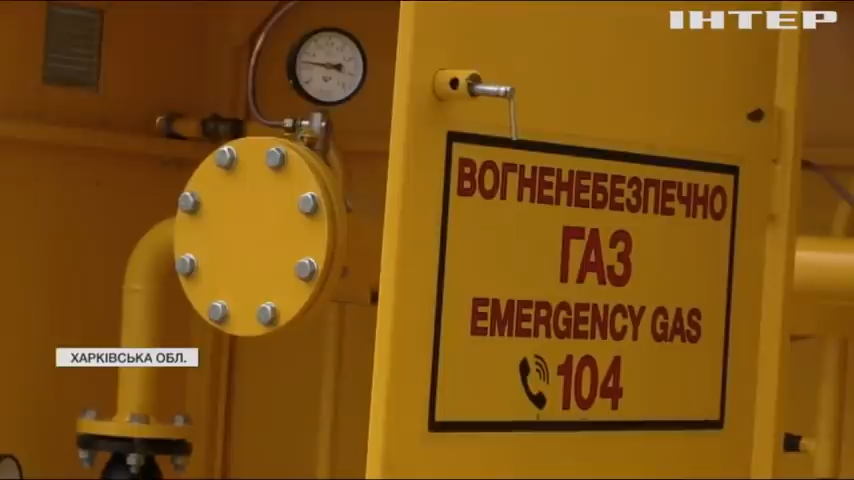 ІНТЕР
ВОГНЕНЕБЕЗПЕЧНО
ГАЗ
EMERGENCY GAS
104
ХАРКІВСЬКА ОБЛ.